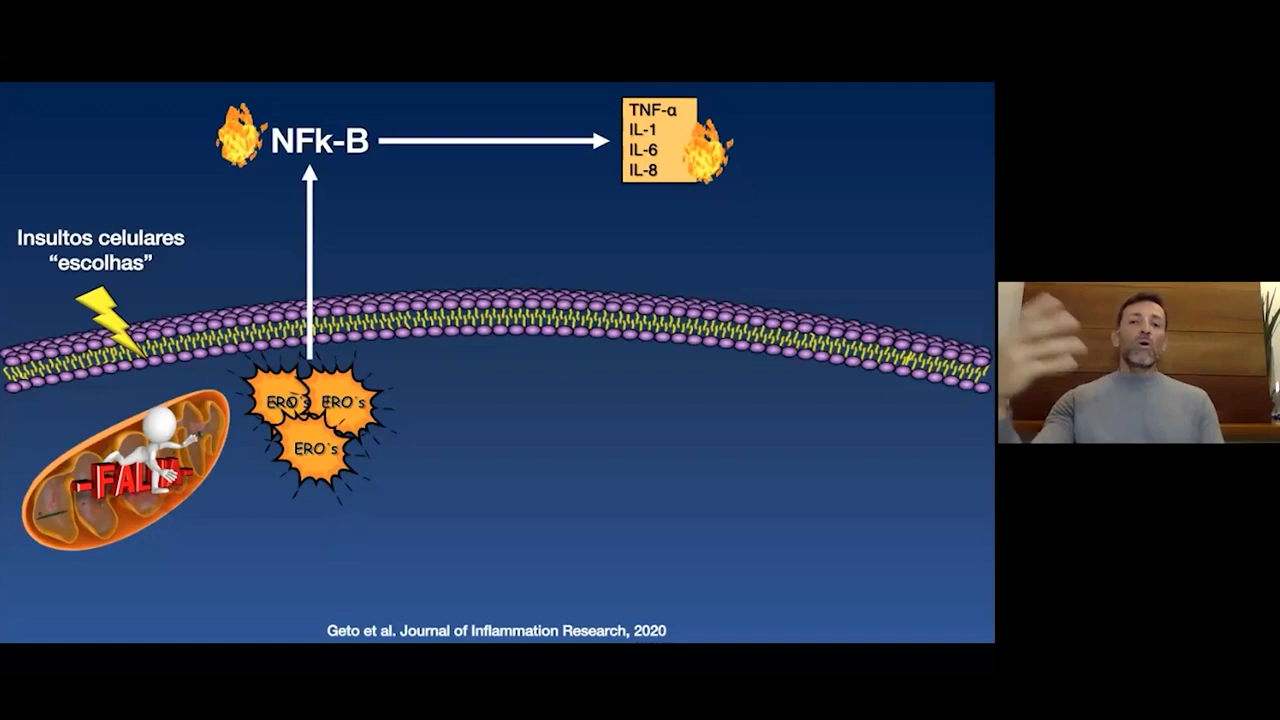 NFk-B
TNF-α
IL-1
IL-6
IL-8
Insultos celulares
“escolhas”
ERO´s
ERO´s
ERO´s
Geto et al. Journal of Inflammation Research, 2020